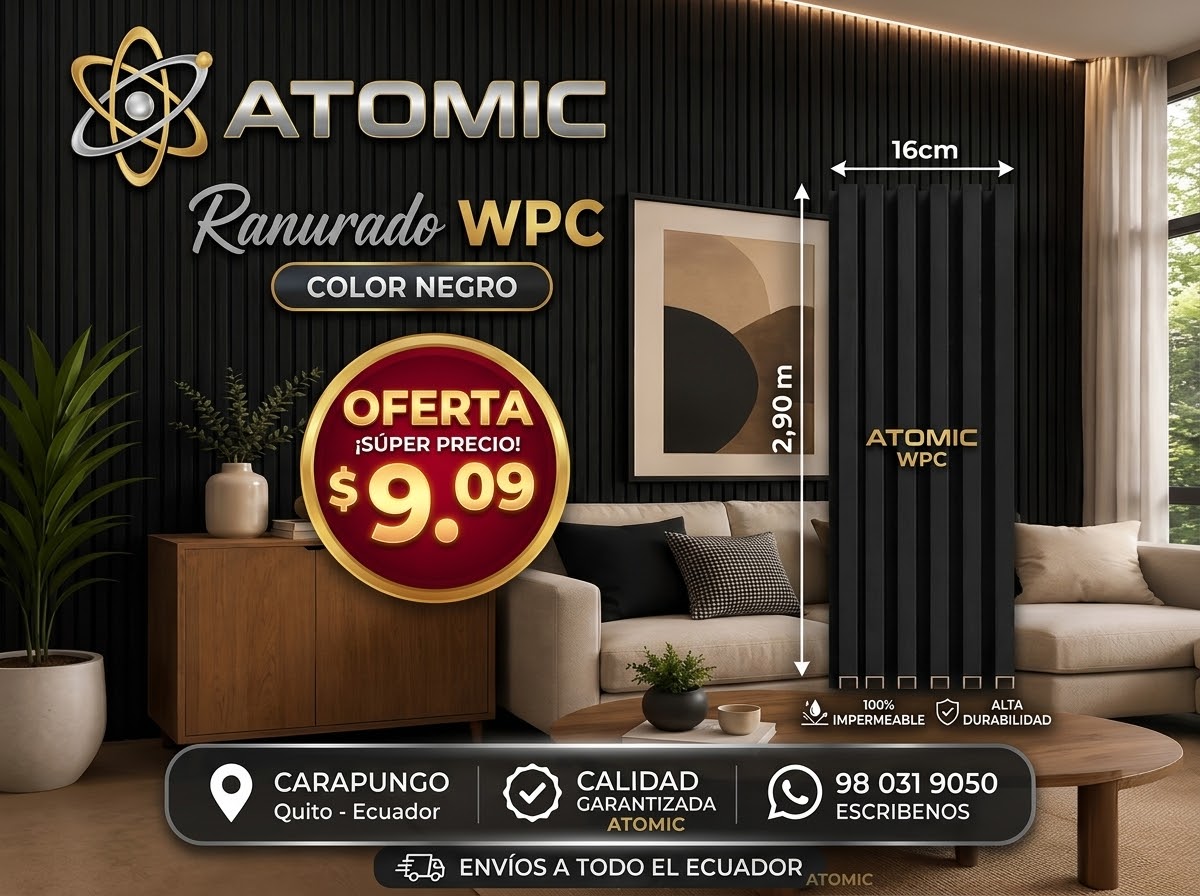 ATOMIC
Ranurado WPC
COLOR NEGRO
OFERTA
¡SÚPER PRECIO!
$9.09
16cm
2,90 m
ATOMIC
WPC
100%
IMPERMEABLE
ALTA
DURABILIDAD
CARAPUNGO
Quito - Ecuador
CALIDAD
GARANTIZADA
ATOMIC
98 031 9050
ESCRIBENOS
ENVÍOS A TODO EL ECUADOR
ATOMIC